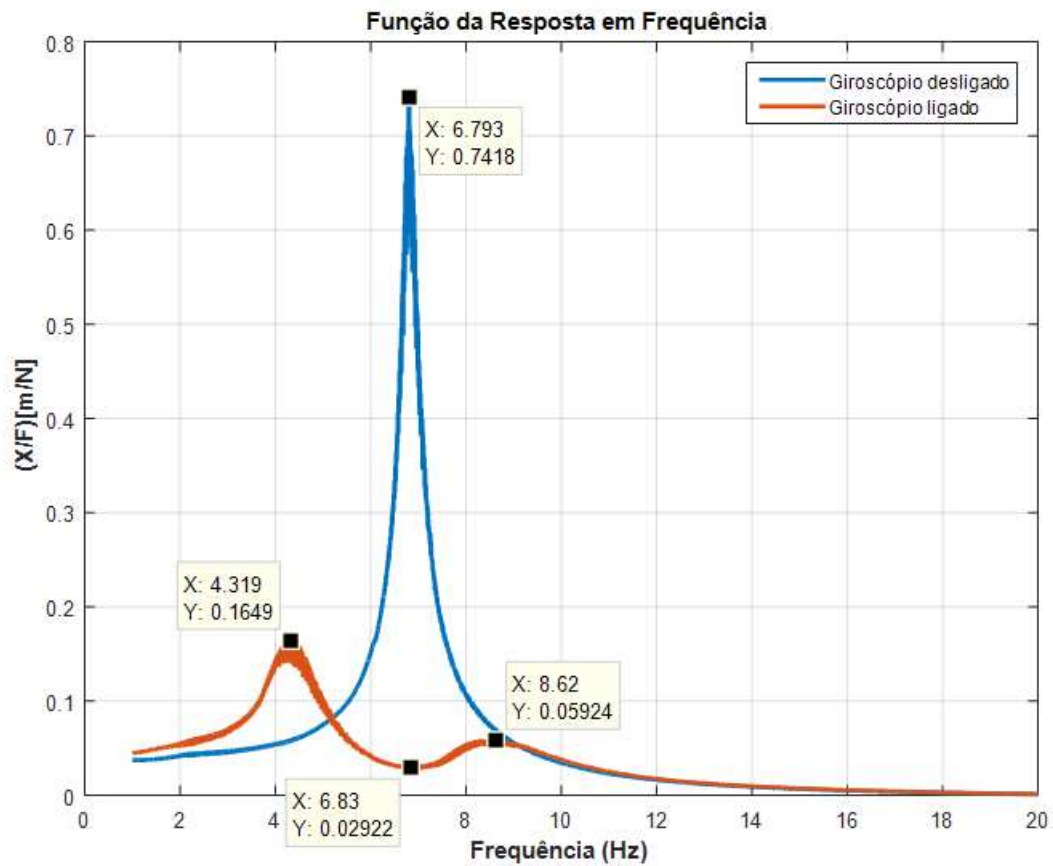 Função da Resposta em Frequência
0.8
0.7
0.6
0.5
0.4
0.3
0.2
0.1
0
(X/F)[m/N]
Giroscópio desligado
Giroscópio ligado
X: 6.793
Y: 0.7418
X: 4.319
Y: 0.1649
X: 8.62
Y: 0.05924
X: 6.83
Y: 0.02922
0 2 4 6 8 10 12 14 16 18 20
Frequência (Hz)